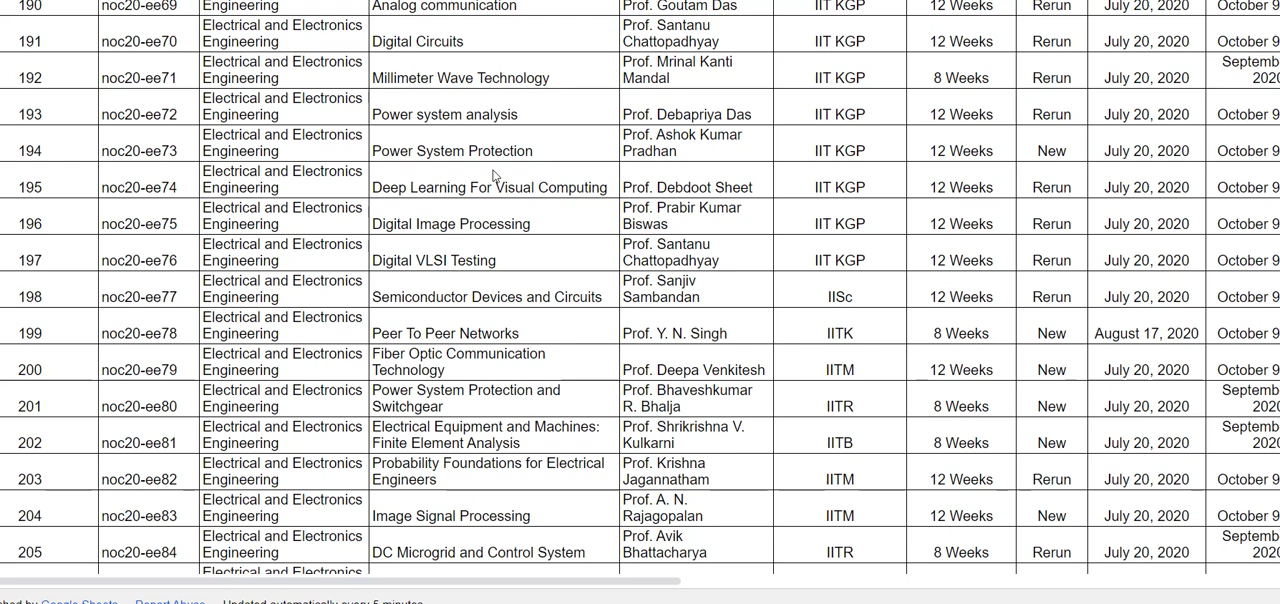 190 noc20-ee69 Engineering Analog communication Prof. Goutam Das IIT KGP 12 Weeks Rerun July 20, 2020 October 9
Electrical and Electronics Prof. Santanu
191 noc20-ee70 Engineering Digital Circuits Chattopadhyay IIT KGP 12 Weeks Rerun July 20, 2020 October 9
Electrical and Electronics Prof. Mrinal Kanti Septemb
192 noc20-ee71 Engineering Millimeter Wave Technology Mandal IIT KGP 8 Weeks Rerun July 20, 2020 2020
Electrical and Electronics
193 noc20-ee72 Engineering Power system analysis Prof. Debapriya Das IIT KGP 12 Weeks Rerun July 20, 2020 October 9
Electrical and Electronics Prof. Ashok Kumar
194 noc20-ee73 Engineering Power System Protection Pradhan IIT KGP 12 Weeks New July 20, 2020 October 9
Electrical and Electronics
195 noc20-ee74 Engineering Deep Learning For Visual Computing Prof. Debdoot Sheet IIT KGP 12 Weeks Rerun July 20, 2020 October 9
Electrical and Electronics Prof. Prabir Kumar
196 noc20-ee75 Engineering Digital Image Processing Biswas IIT KGP 12 Weeks Rerun July 20, 2020 October 9
Electrical and Electronics Prof. Santanu
197 noc20-ee76 Engineering Digital VLSI Testing Chattopadhyay IIT KGP 12 Weeks Rerun July 20, 2020 October 9
Electrical and Electronics Prof. Sanjiv
198 noc20-ee77 Engineering Semiconductor Devices and Circuits Sambandan IISc 12 Weeks Rerun July 20, 2020 October 9
Electrical and Electronics
199 noc20-ee78 Engineering Peer To Peer Networks Prof. Y. N. Singh IITK 8 Weeks New August 17, 2020 October 9
Electrical and Electronics Fiber Optic Communication
200 noc20-ee79 Engineering Technology Prof. Deepa Venkitesh IITM 12 Weeks New July 20, 2020 October 9
Electrical and Electronics Power System Protection and Prof. Bhaveshkumar Septemb
201 noc20-ee80 Engineering Switchgear R. Bhalja IITR 8 Weeks New July 20, 2020 2020
Electrical and Electronics Electrical Equipment and Machines: Prof. Shrikrishna V. Septemb
202 noc20-ee81 Engineering Finite Element Analysis Kulkarni IITB 8 Weeks New July 20, 2020 2020
Electrical and Electronics Probability Foundations for Electrical Prof. Krishna
203 noc20-ee82 Engineering Engineers Jagannatham IITM 12 Weeks Rerun July 20, 2020 October 9
Electrical and Electronics Prof. A. N.
204 noc20-ee83 Engineering Image Signal Processing Rajagopalan IITM 12 Weeks New July 20, 2020 October 9
Electrical and Electronics Prof. Avik Septemb
205 noc20-ee84 Engineering DC Microgrid and Control System Bhattacharya IITR 8 Weeks Rerun July 20, 2020 2020
Electrical and Electronics
shed by Google Sheets Report Abuse Updated automatically every 5 minutes